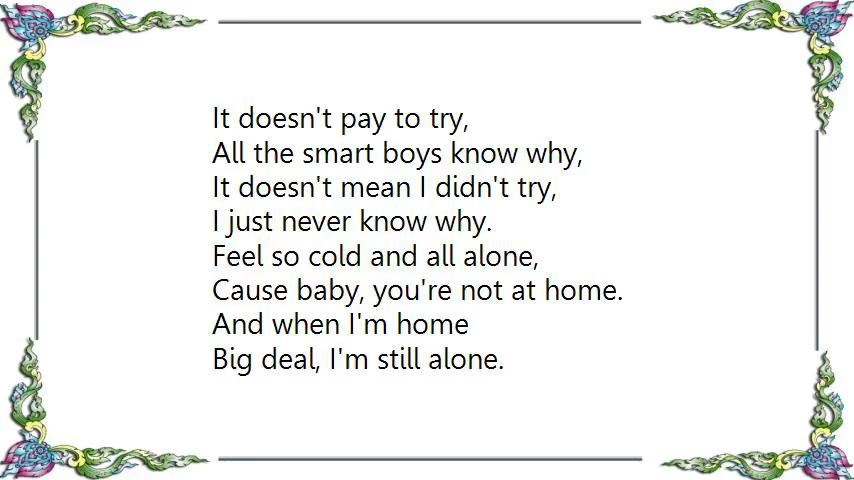 It doesn't pay to try,
All the smart boys know why,
It doesn't mean I didn't try,
I just never know why.
Feel so cold and all alone,
Cause baby, you're not at home.
And when I'm home
Big deal, I'm still alone.